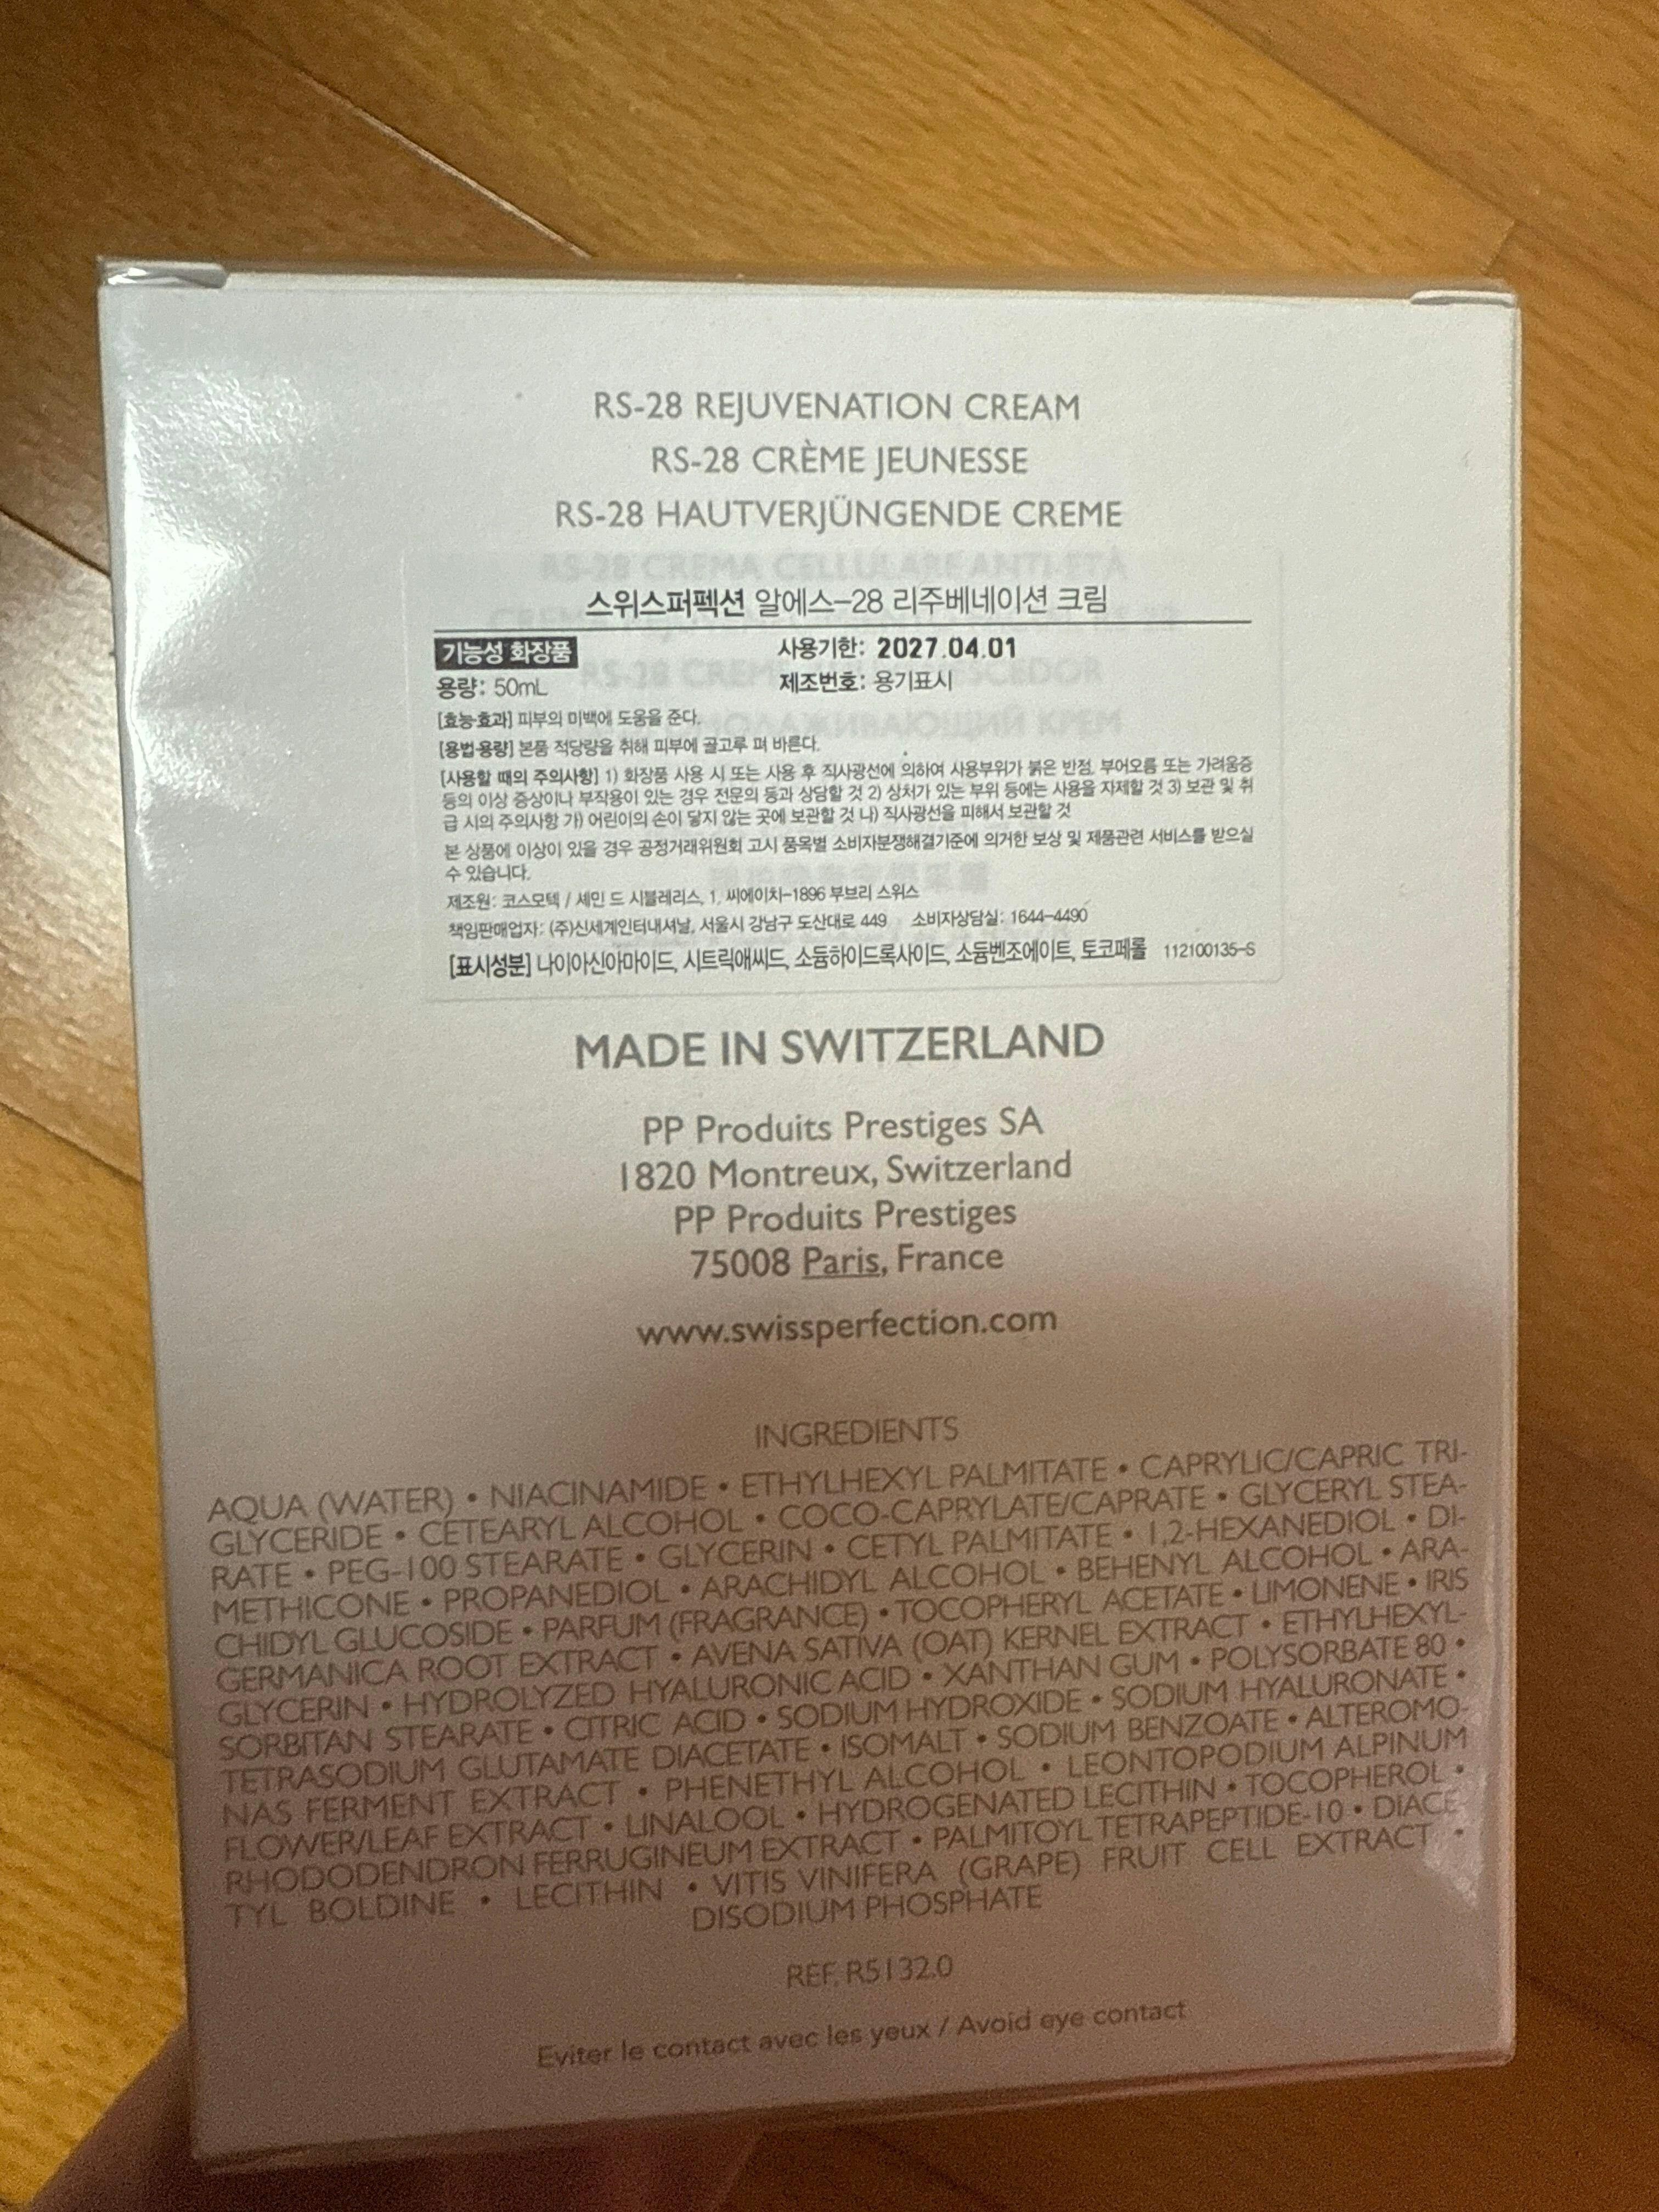 RS-28 REJUVENATION CREAM
RS-28 CRÈME JEUNESSE
RS-28 HAUTVERJÜNGENDE CREME
RS-28 CREMA CELLULARE ANTI-ETÀ
스위스퍼펙션 알에스-28 리주베네이션 크림
기능성 화장품 사용기한: 2027.04.01
용량: 50mL 제조번호: 용기표시
[효능·효과] 피부의 미백에 도움을 준다.
[용법·용량] 본품 적당량을 취해 피부에 골고루 펴 바른다.
[사용할 때의 주의사항] 1) 화장품 사용 시 또는 사용 후 직사광선에 의하여 사용부위가 붉은 반점, 부어오름 또는 가려움증
등의 이상 증상이나 부작용이 있는 경우 전문의 등과 상담할 것 2) 상처가 있는 부위 등에는 사용을 자제할 것 3) 보관 및 취
급 시의 주의사항 가) 어린이의 손이 닿지 않는 곳에 보관할 것 나) 직사광선을 피해서 보관할 것
본 상품에 이상이 있을 경우 공정거래위원회 고시 품목별 소비자분쟁해결기준에 의거한 보상 및 제품관련 서비스를 받으실
수 있습니다.
제조원: 코스모텍 / 셰민 드 시블레리스, 1, 씨에이치-1896 부브리 스위스
책임판매업자: (주)신세계인터내셔날, 서울시 강남구 도산대로 449 소비자상담실: 1644-4490
[표시성분] 나이아신아마이드, 시트릭애씨드, 소듐하이드록사이드, 소듐벤조에이트, 토코페롤 112100135-S
MADE IN SWITZERLAND
PP Produits Prestiges SA
1820 Montreux, Switzerland
PP Produits Prestiges
75008 Paris, France
www.swissperfection.com
INGREDIENTS
AQUA (WATER) • NIACINAMIDE • ETHYLHEXYL PALMITATE • CAPRYLIC/CAPRIC TRI-
GLYCERIDE • CETEARYL ALCOHOL • COCO-CAPRYLATE/CAPRATE • GLYCERYL STEA-
RATE • PEG-100 STEARATE • GLYCERIN • CETYL PALMITATE • 1,2-HEXANEDIOL • DI-
METHICONE • PROPANEDIOL • ARACHIDYL ALCOHOL • BEHENYL ALCOHOL • ARA-
CHIDYL GLUCOSIDE • PARFUM (FRAGRANCE) • TOCOPHERYL ACETATE • LIMONENE • IRIS
GERMANICA ROOT EXTRACT • AVENA SATIVA (OAT) KERNEL EXTRACT • ETHYLHEXYL-
GLYCERIN • HYDROLYZED HYALURONIC ACID • XANTHAN GUM • POLYSORBATE 80 •
SORBITAN STEARATE • CITRIC ACID • SODIUM HYDROXIDE • SODIUM HYALURONATE •
TETRASODIUM GLUTAMATE DIACETATE • ISOMALT • SODIUM BENZOATE • ALTEROMO-
NAS FERMENT EXTRACT • PHENETHYL ALCOHOL • LEONTOPODIUM ALPINUM
FLOWER/LEAF EXTRACT • LINALOOL • HYDROGENATED LECITHIN • TOCOPHEROL •
RHODODENDRON FERRUGINEUM EXTRACT • PALMITOYL TETRAPEPTIDE-10 • DIACE-
TYL BOLDINE • LECITHIN • VITIS VINIFERA (GRAPE) FRUIT CELL EXTRACT •
DISODIUM PHOSPHATE
REF. R5132.0
Eviter le contact avec les yeux / Avoid eye contact